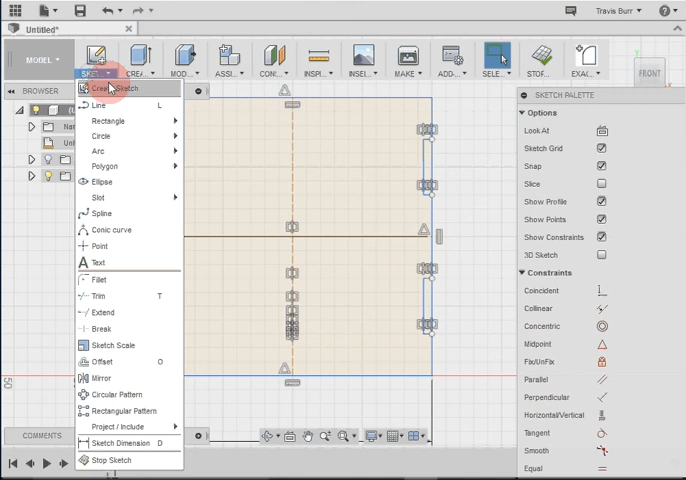 Travis Burr
Untitled*
MODEL
SKE... CREA... MOD... ASSI... CON... INSPI... INSEL... MAKE ADD-... SELE... STOP... EXAC...
FRONT
BROWSER
SKETCH PALETTE
Create Sketch
Line L
Rectangle
Circle
Arc
Polygon
Ellipse
Slot
Spline
Conic curve
Point
Text
Fillet
Trim T
Extend
Break
Sketch Scale
Offset O
Mirror
Circular Pattern
Rectangular Pattern
Project / Include
Sketch Dimension D
Stop Sketch
Options
Look At
Sketch Grid
Snap
Slice
Show Profile
Show Points
Show Constraints
3D Sketch
Constraints
Coincident
Collinear
Concentric
Midpoint
Fix/UnFix
Parallel
Perpendicular
Horizontal/Vertical
Tangent
Smooth
Equal
50
COMMENTS